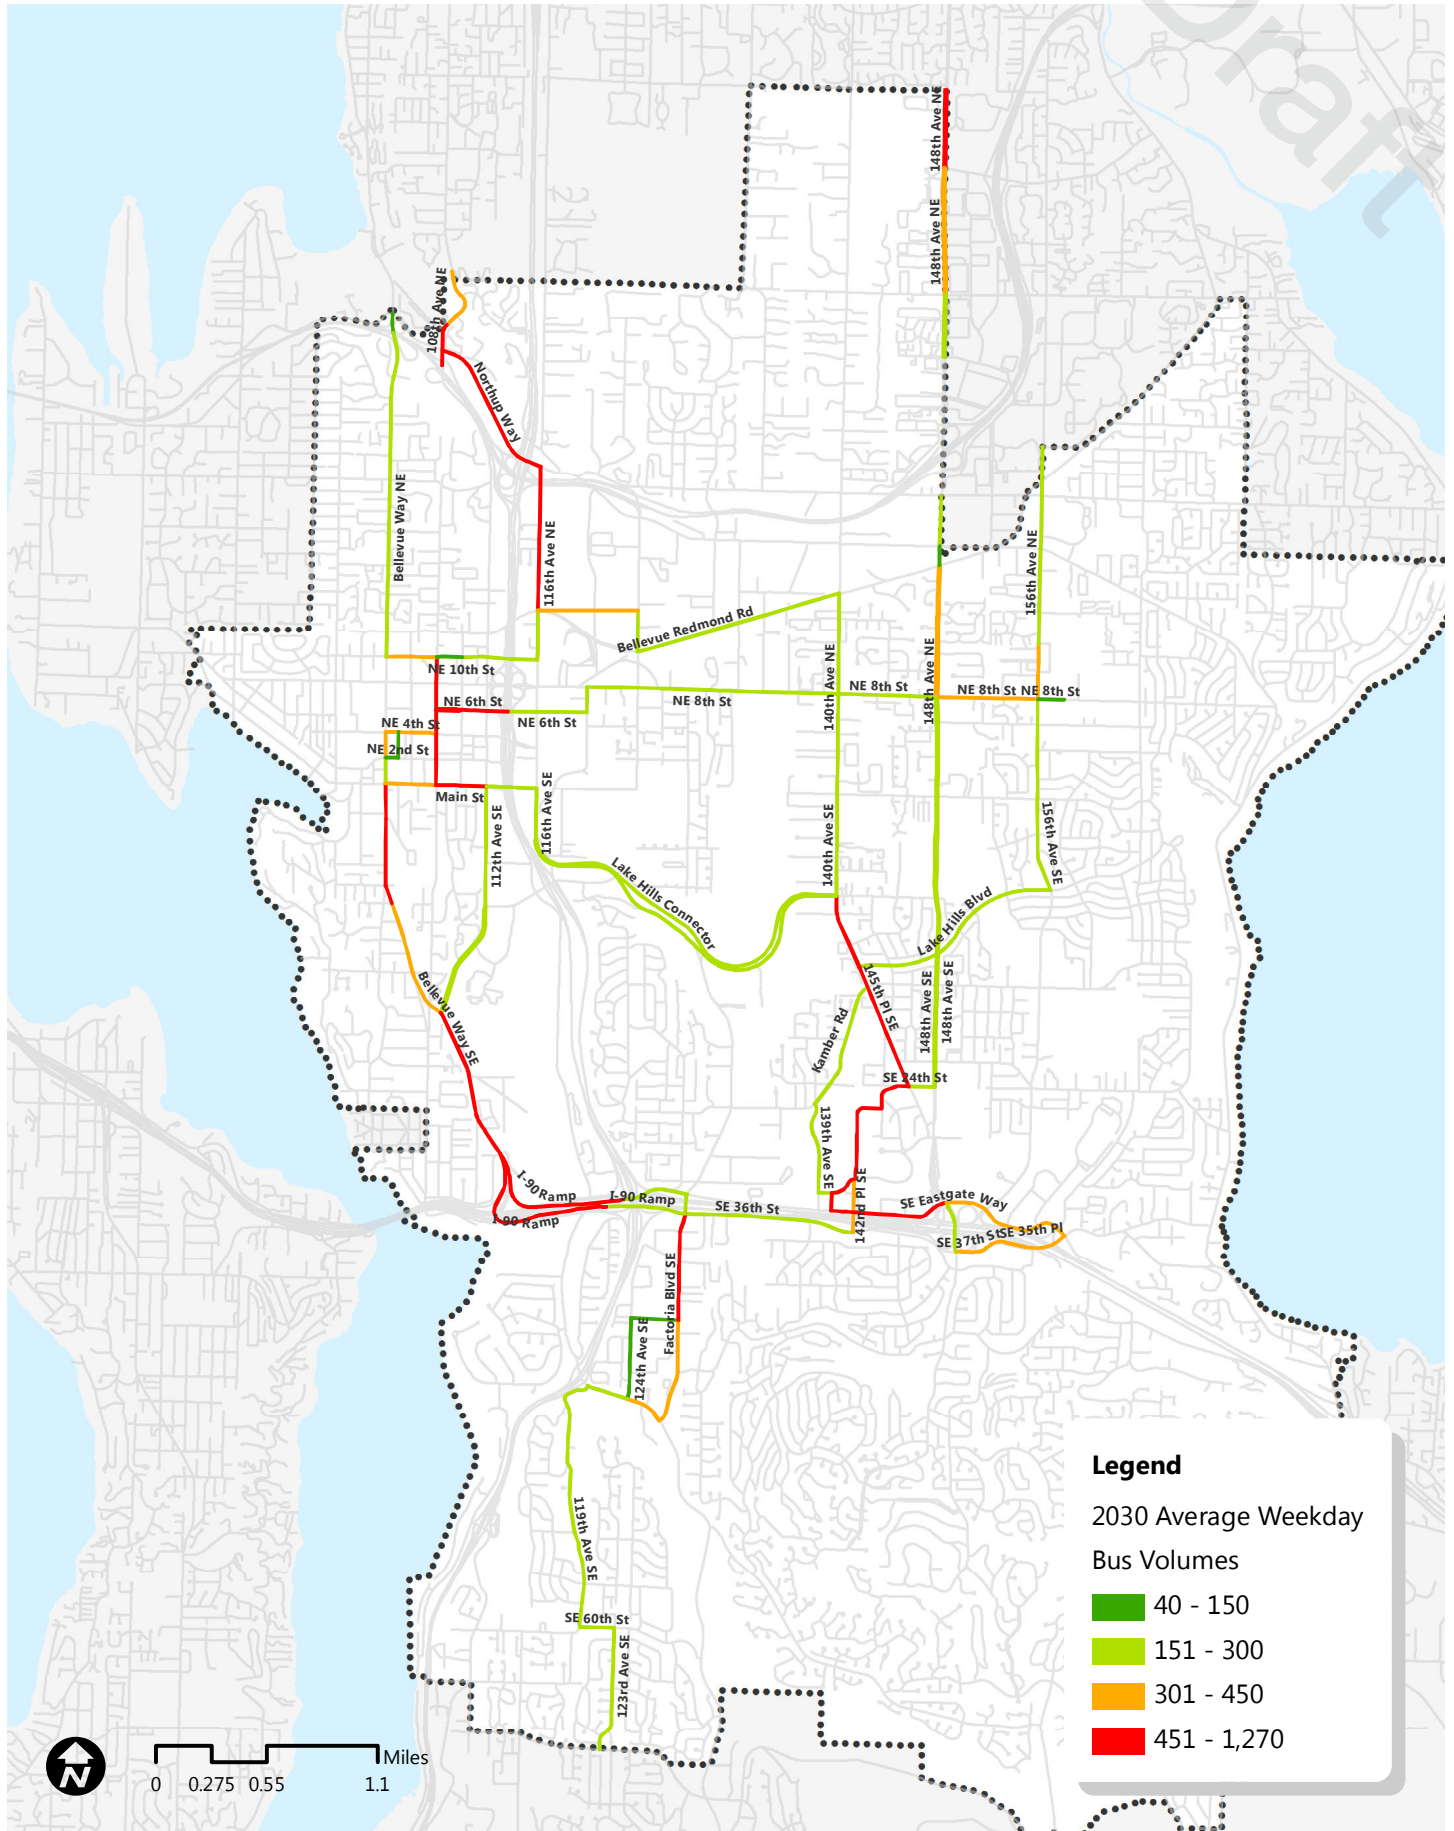 Draft
148th Ave NE
148th Ave NE
108th Ave NE
Northup Way
Bellevue Way NE
116th Ave NE
156th Ave NE
Bellevue Redmond Rd
NE 10th St
140th Ave NE
148th Ave NE
NE 8th St
NE 8th St
NE 8th St
NE 8th St
NE 6th St
NE 6th St
NE 4th St
NE 2nd St
Main St
112th Ave SE
116th Ave SE
140th Ave SE
156th Ave SE
Lake Hills Connector
Lake Hills Blvd
Bellevue Way SE
145th Pl SE
148th Ave SE
148th Ave SE
Kamber Rd
SE 24th St
139th Ave SE
142nd Pl SE
I-90 Ramp
I-90 Ramp
I-90 Ramp
SE 36th St
SE Eastgate Way
SE 37th St
SE 35th Pl
Factoria Blvd SE
124th Ave SE
119th Ave SE
SE 60th St
123rd Ave SE
Legend
2030 Average Weekday
Bus Volumes
40 - 150
151 - 300
301 - 450
451 - 1,270
N
Miles
0 0.275 0.55 1.1